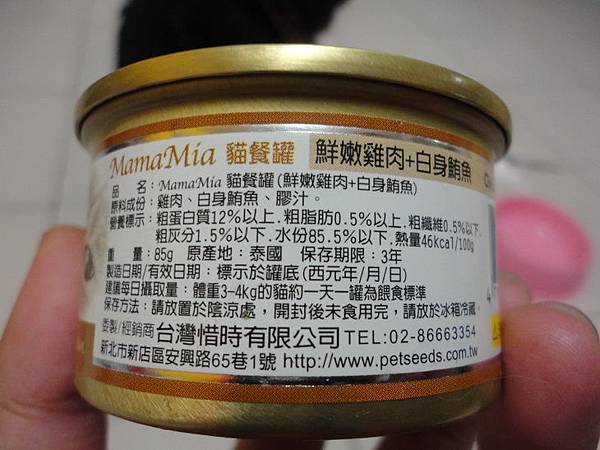 MamaMia 貓餐罐 鮮嫩雞肉+白身鮪魚
品　名：MamaMia 貓餐罐(鮮嫩雞肉+白身鮪魚)
原料成份：雞肉、白身鮪魚、膠汁。
營養標示：粗蛋白質12%以上. 粗脂肪0.5%以上. 粗纖維0.5%以下.
粗灰分1.5%以下. 水份85.5%以下. 熱量46kcal/100g
重　量：85g 原產地：泰國 保存期限：3年
製造日期/有效日期：標示於罐底(西元年/月/日)
建議每日攝取量：體重3-4kg的貓約一天一罐為餵食標準
保存方法：請放置於陰涼處，開封後未食用完，請放於冰箱冷藏。
委製/經銷商 台灣惜時有限公司 TEL:02-86663354
新北市新店區安興路65巷1號 http://www.petseeds.com.tw